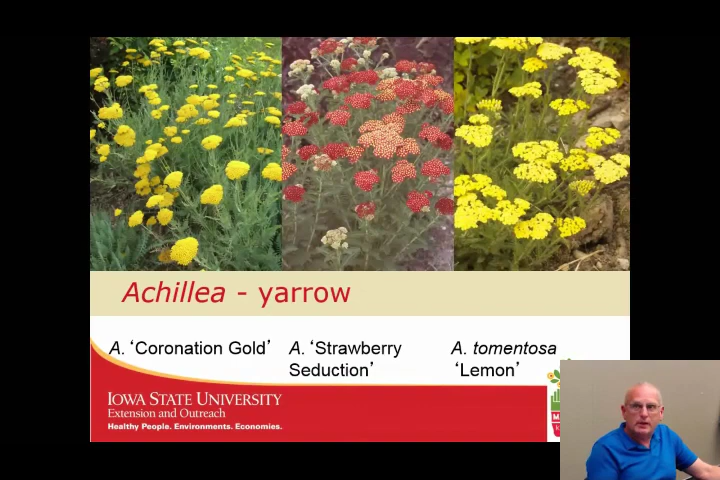 Achillea - yarrow
A. ‘Coronation Gold’
A. ‘Strawberry
Seduction’
A. tomentosa
‘Lemon’
IOWA STATE UNIVERSITY
Extension and Outreach
Healthy People. Environments. Economies.